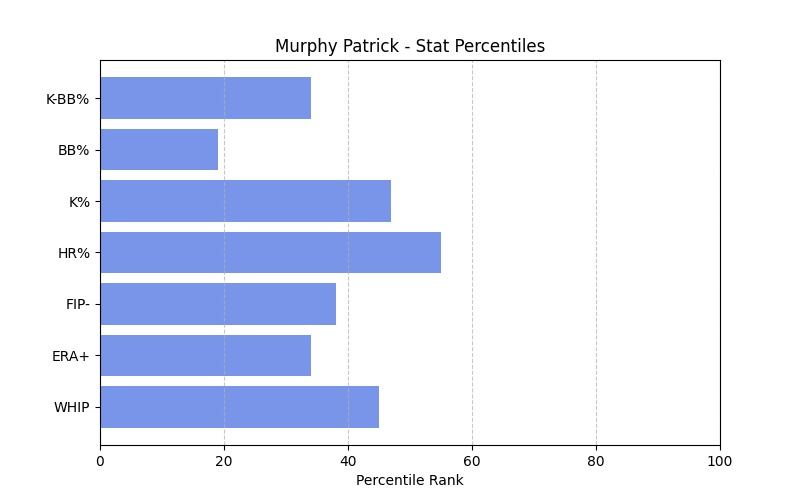 Murphy Patrick - Stat Percentiles
K-BB%
BB%
K%
HR%
FIP-
ERA+
WHIP
0 20 40 60 80 100
Percentile Rank